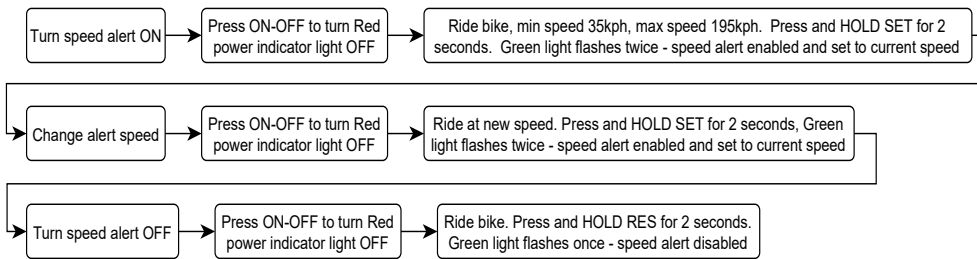 Turn speed alert ON
Press ON-OFF to turn Red
power indicator light OFF
Ride bike, min speed 35kph, max speed 195kph. Press and HOLD SET for 2
seconds. Green light flashes twice - speed alert enabled and set to current speed
Change alert speed
Press ON-OFF to turn Red
power indicator light OFF
Ride at new speed. Press and HOLD SET for 2 seconds, Green
light flashes twice - speed alert enabled and set to current speed
Turn speed alert OFF
Press ON-OFF to turn Red
power indicator light OFF
Ride bike. Press and HOLD RES for 2 seconds.
Green light flashes once - speed alert disabled